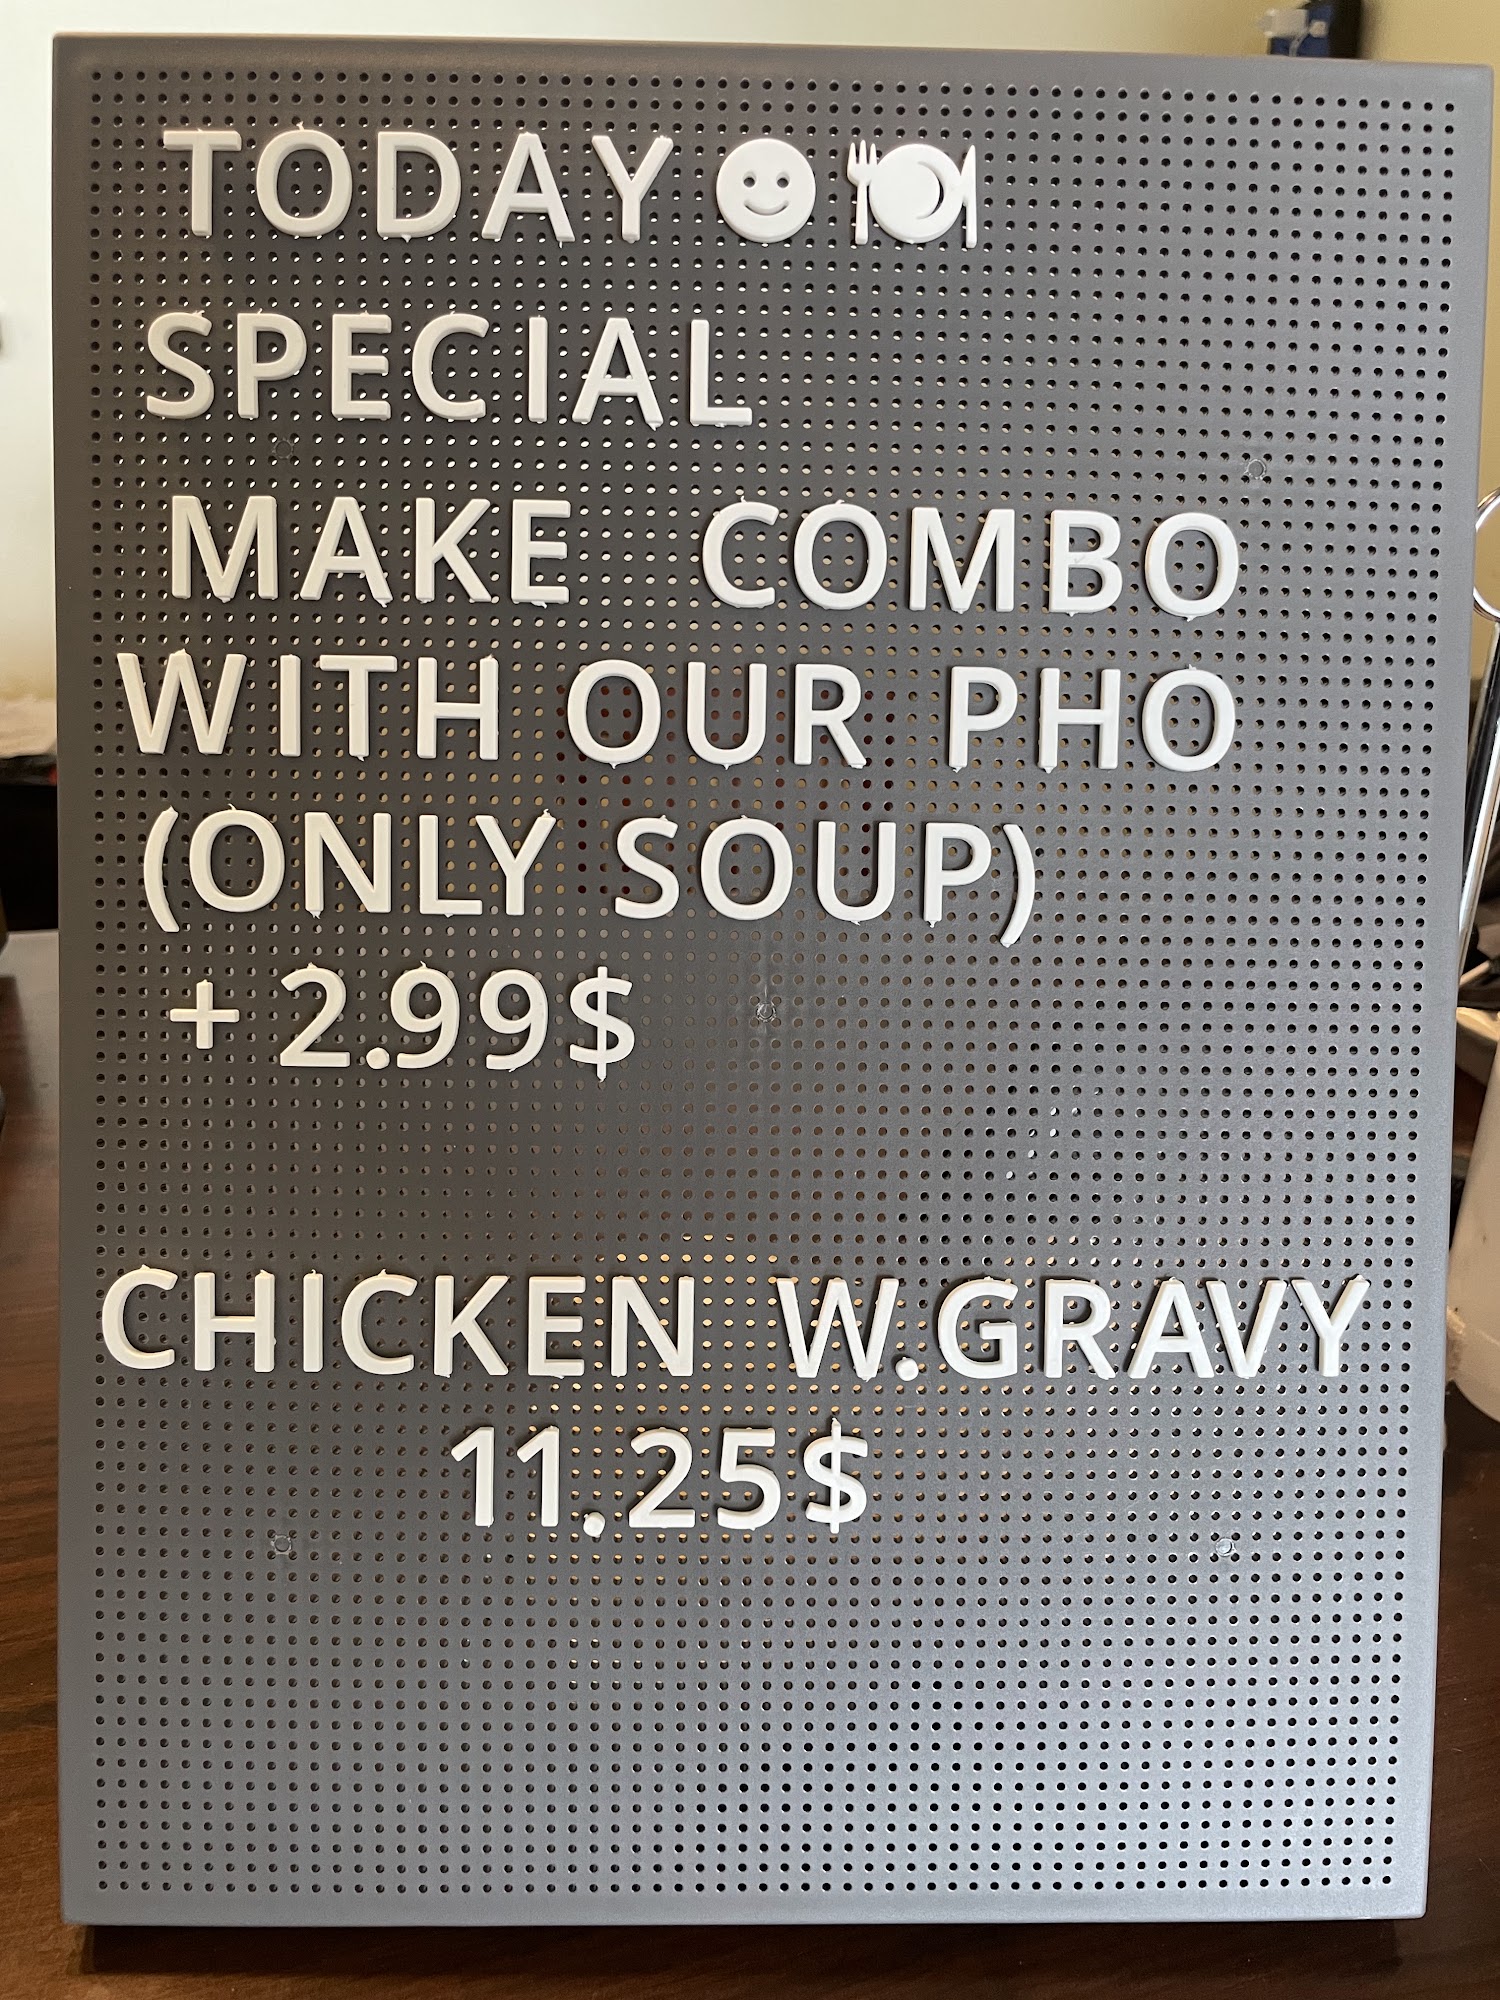 TODAY
SPECIAL
MAKE COMBO
WITH OUR PHO
(ONLY SOUP)
+ 2.99$
CHICKEN W.GRAVY
11.25$